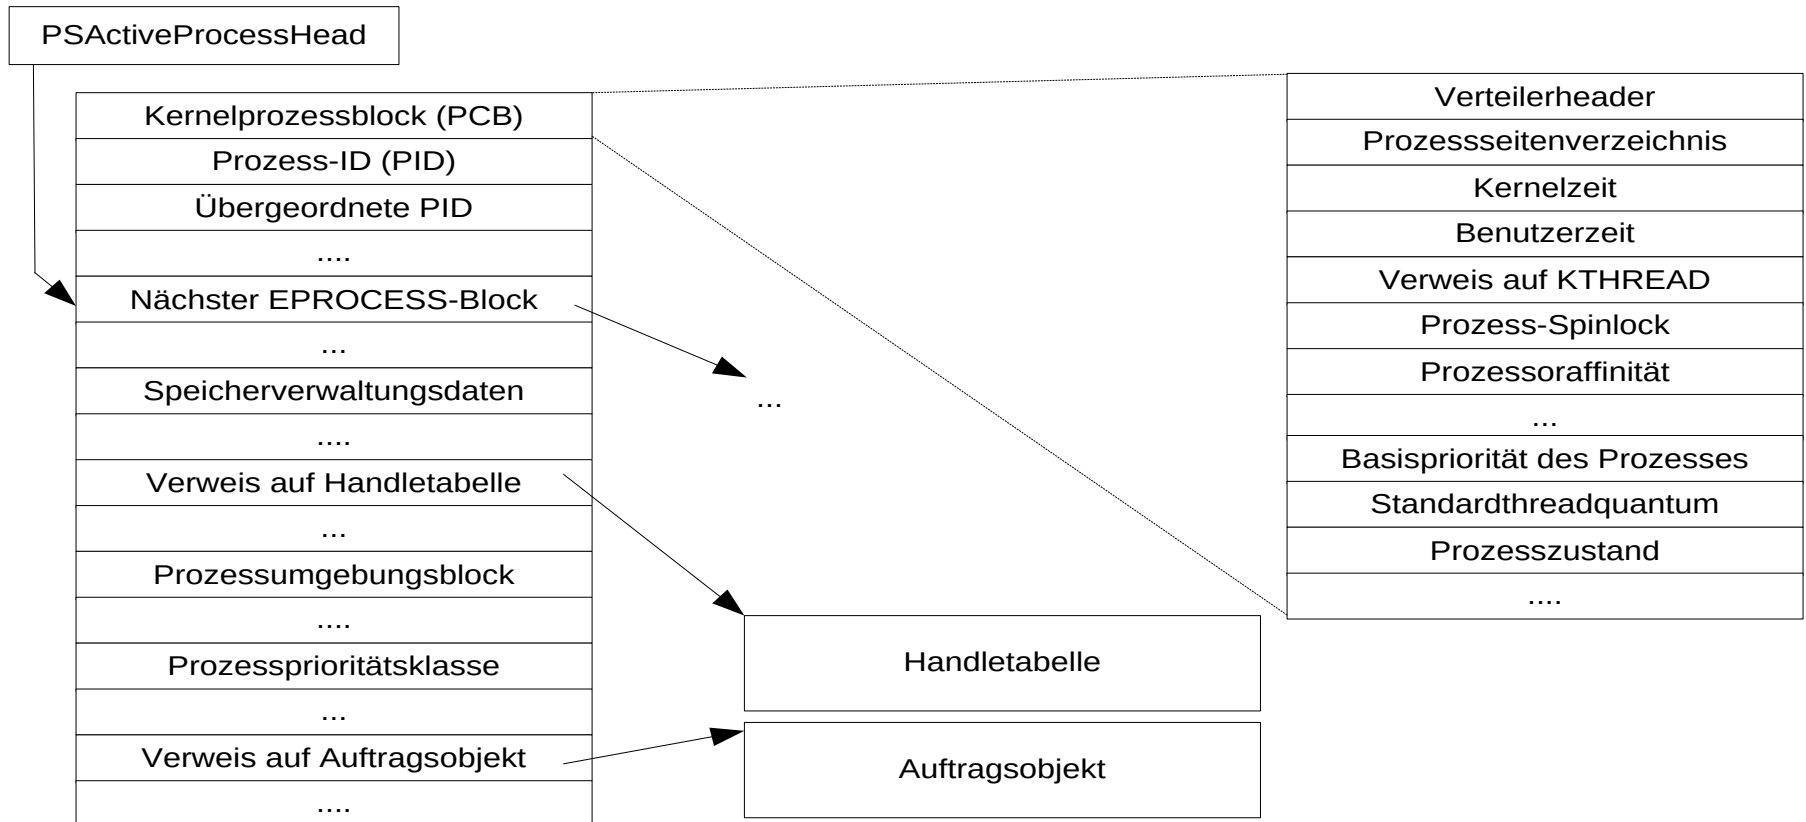 PSActiveProcessHead
Kernelprozessblock (PCB)
Prozess-ID (PID)
Übergeordnete PID
....
Nächster EPROCESS-Block
...
Speicherverwaltungsdaten
....
Verweis auf Handletabelle
...
Prozessumgebungsblock
....
Prozessprioritätsklasse
...
Verweis auf Auftragsobjekt
....
...
Handletabelle
Auftragsobjekt
Verteilerheader
Prozessseitenverzeichnis
Kernelzeit
Benutzerzeit
Verweis auf KTHREAD
Prozess-Spinlock
Prozessoraffinität
...
Basispriorität des Prozesses
Standardthreadquantum
Prozesszustand
....